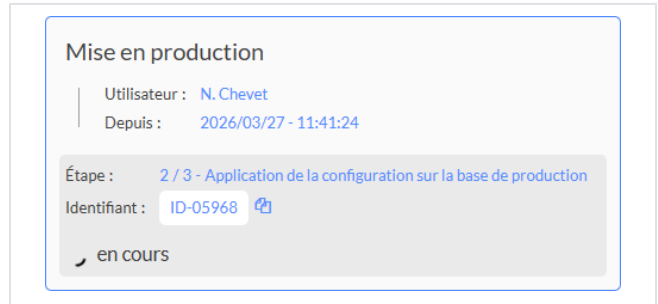 Mise en production
Utilisateur : N. Chevet
Depuis : 2026/03/27 - 11:41:24
Étape : 2 / 3 - Application de la configuration sur la base de production
Identifiant : ID-05968
en cours